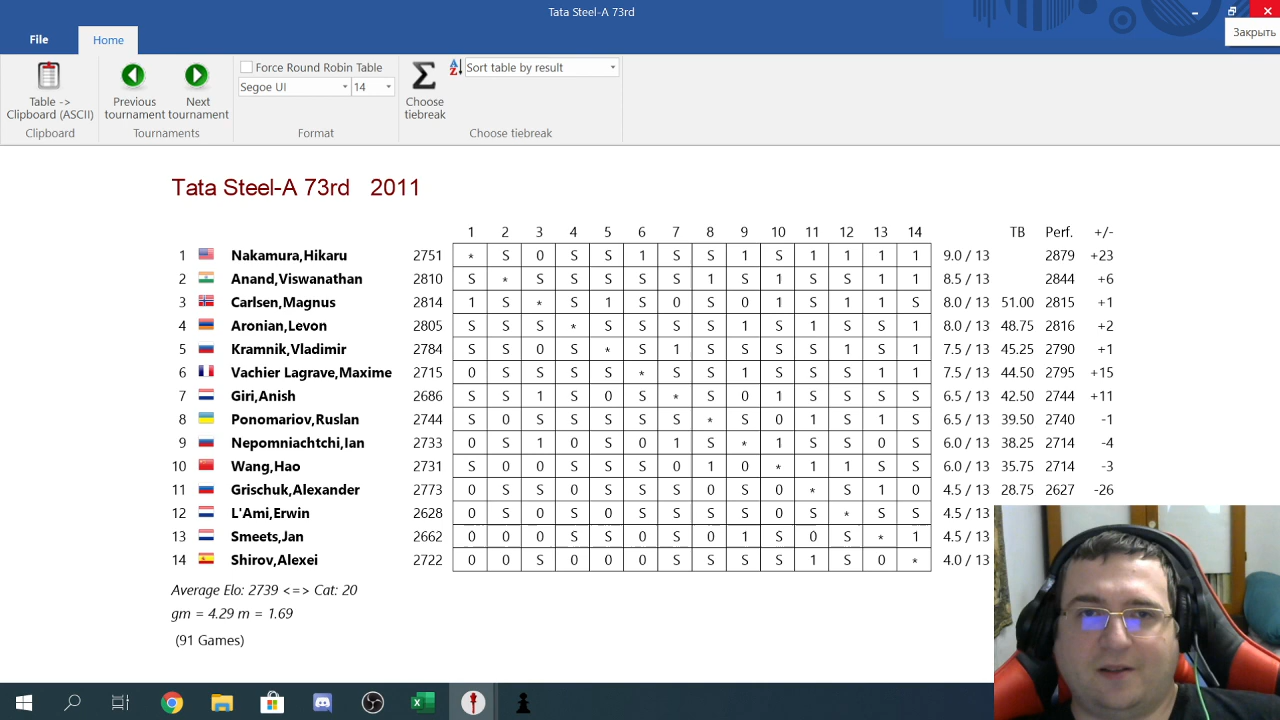 Tata Steel-A 73rd
File
Home
Закрыть
Table ->
Clipboard (ASCII)
Clipboard
Previous
tournament
Next
tournament
Tournaments
Force Round Robin Table
Segoe UI 14
Format
Choose
tiebreak
Sort table by result
Choose tiebreak
Tata Steel-A 73rd 2011
1 2 3 4 5 6 7 8 9 10 11 12 13 14 TB Perf. +/-
1 Nakamura,Hikaru 2751 * S 0 S S 1 S S 1 S 1 1 1 1 9.0 / 13 2879 +23
2 Anand,Viswanathan 2810 S * S S S S S 1 S 1 S S 1 1 8.5 / 13 2844 +6
3 Carlsen,Magnus 2814 1 S * S 1 S 0 S 0 1 S 1 1 S 8.0 / 13 51.00 2815 +1
4 Aronian,Levon 2805 S S S * S S S S 1 S 1 S S 1 8.0 / 13 48.75 2816 +2
5 Kramnik,Vladimir 2784 S S 0 S * S 1 S S S S 1 S 1 7.5 / 13 45.25 2790 +1
6 Vachier Lagrave,Maxime 2715 0 S S S S * S S 1 S S S 1 1 7.5 / 13 44.50 2795 +15
7 Giri,Anish 2686 S S 1 S 0 S * S 0 1 S S S S 6.5 / 13 42.50 2744 +11
8 Ponomariov,Ruslan 2744 S 0 S S S S S * S 0 1 S 1 S 6.5 / 13 39.50 2740 -1
9 Nepomniachtchi,Ian 2733 0 S 1 0 S 0 1 S * 1 S S 0 S 6.0 / 13 38.25 2714 -4
10 Wang,Hao 2731 S 0 0 S S S 0 1 0 * 1 1 S S 6.0 / 13 35.75 2714 -3
11 Grischuk,Alexander 2773 0 S S 0 S S S 0 S 0 * S 1 0 4.5 / 13 28.75 2627 -26
12 L'Ami,Erwin 2628 0 S 0 S 0 S S S S 0 S * S S 4.5 / 13
13 Smeets,Jan 2662 0 0 0 S S 0 S 0 1 S 0 S * 1 4.5 / 13
14 Shirov,Alexei 2722 0 0 S 0 0 0 S S S S 1 S 0 * 4.0 / 13
Average Elo: 2739 <=> Cat: 20
gm = 4.29 m = 1.69
(91 Games)